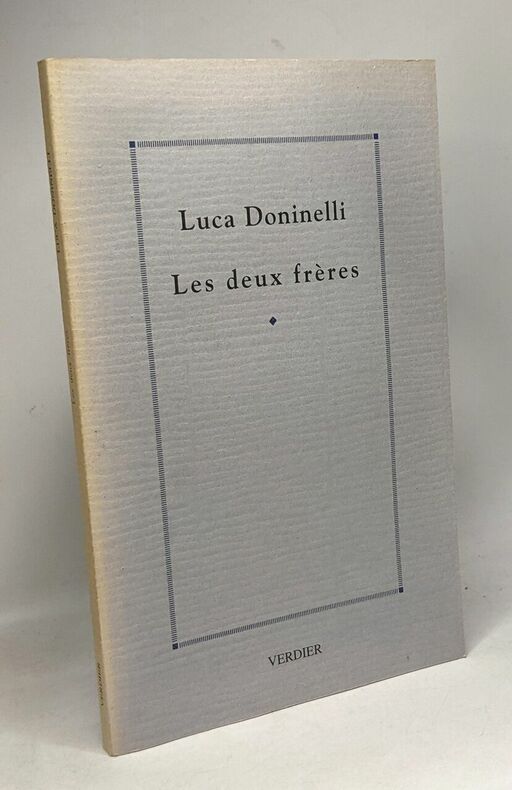 Luca Doninelli
Les deux frères
VERDIER